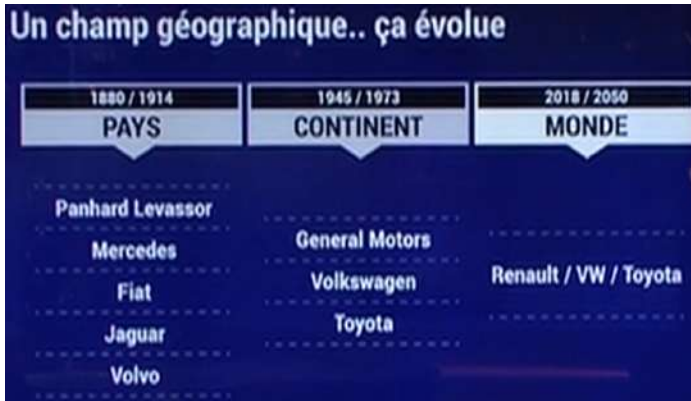 Un champ géographique.. ça évolue
1880 / 1914
PAYS
Panhard Levassor
Mercedes
Fiat
Jaguar
Volvo
1945 / 1973
CONTINENT
General Motors
Volkswagen
Toyota
2018 / 2050
MONDE
Renault / VW / Toyota